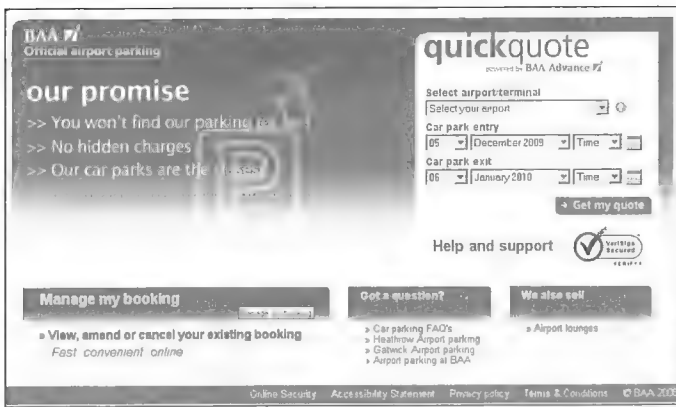 BAA
Official airport parking
our promise
>> You won't find our parking
>> No hidden charges
>> Our car parks are the
P
quickquote
powered by BAA Advance
Select airport/terminal
Select your airport
Car park entry
05 December 2009 Time ...
Car park exit
06 January 2010 Time ...
Get my quote
Help and support
VeriSign
Secured
Manage my booking
» View, amend or cancel your existing booking
Fast convenient online
Got a question?
» Car parking FAQ's
» Heathrow Airport parking
» Gatwick Airport parking
» Airport parking at BAA
We also sell
» Airport lounges
Online Security Accessibility Statement Privacy policy Terms & Conditions © BAA